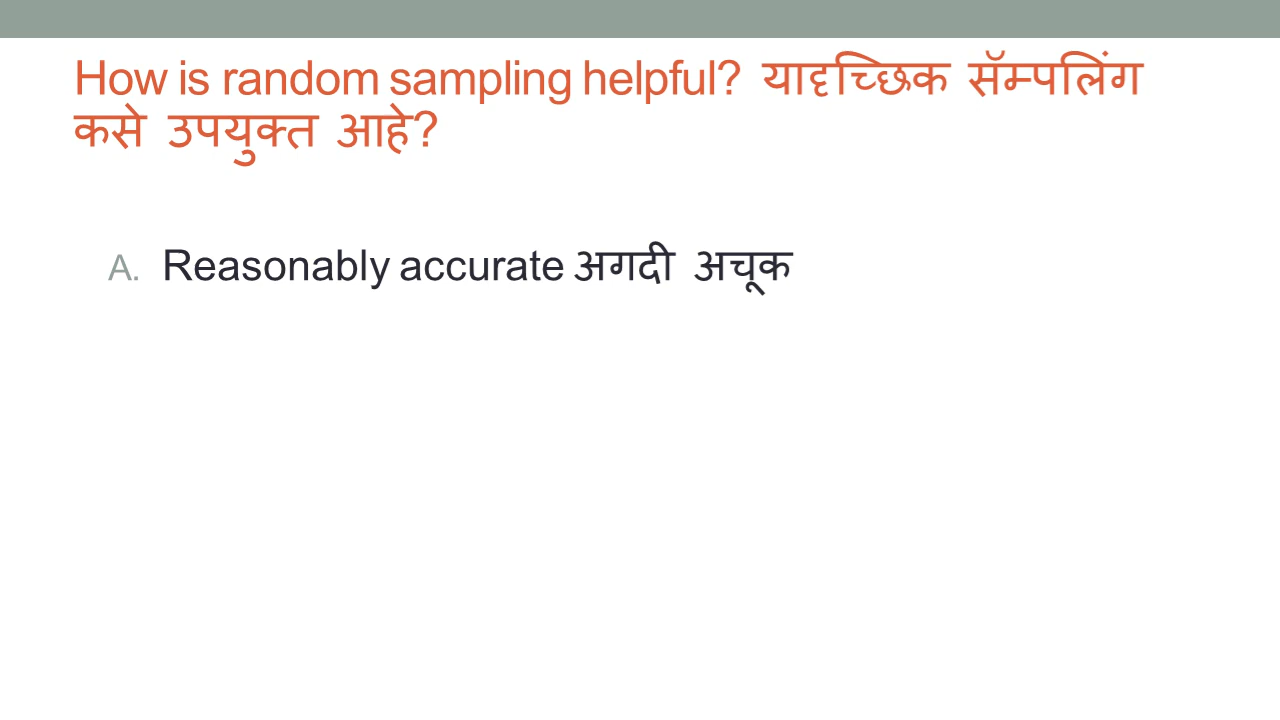 How is random sampling helpful? यादृच्छिक सॅम्पलिंग
कसे उपयुक्त आहे?
A. Reasonably accurate अगदी अचूक